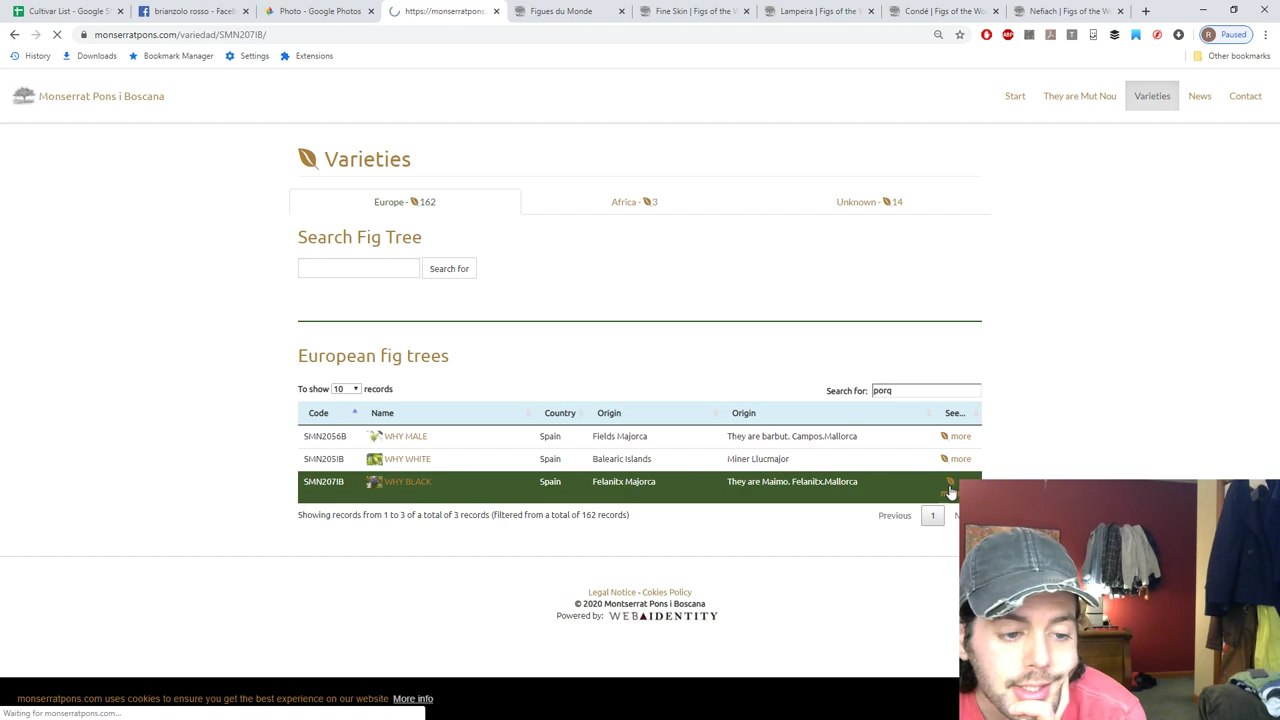 Cultivar List - Google S
brianzolo rosso - Faceb
Photo - Google Photos
https://monserratpons.c
Figues du Monde
Fine Skin | Figs of the W
Lampeira | Figs of the Y
Condé | Figs of the Wo
Nefiach | Figs of the Wo
monserratpons.com/variedad/SMN207IB/
Paused
History Downloads Bookmark Manager Settings Extensions Other bookmarks
Monserrat Pons i Boscana
Start They are Mut Nou Varieties News Contact
Varieties
Europe - 162 Africa - 3 Unknown - 14
Search Fig Tree
Search for
European fig trees
To show 10 records Search for: porq
Code Name Country Origin Origin See...
SMN2056B WHY MALE Spain Fields Majorca They are barbut. Campos.Mallorca more
SMN205IB WHY WHITE Spain Balearic Islands Miner Llucmajor more
SMN207IB WHY BLACK Spain Felanitx Majorca They are Maimo. Felanitx.Mallorca
Showing records from 1 to 3 of a total of 3 records (filtered from a total of 162 records) Previous 1
Legal Notice - Cokies Policy
© 2020 Montserrat Pons i Boscana
Powered by: WEB IDENTITY
monserratpons.com uses cookies to ensure you get the best experience on our website More info
Waiting for monserratpons.com...